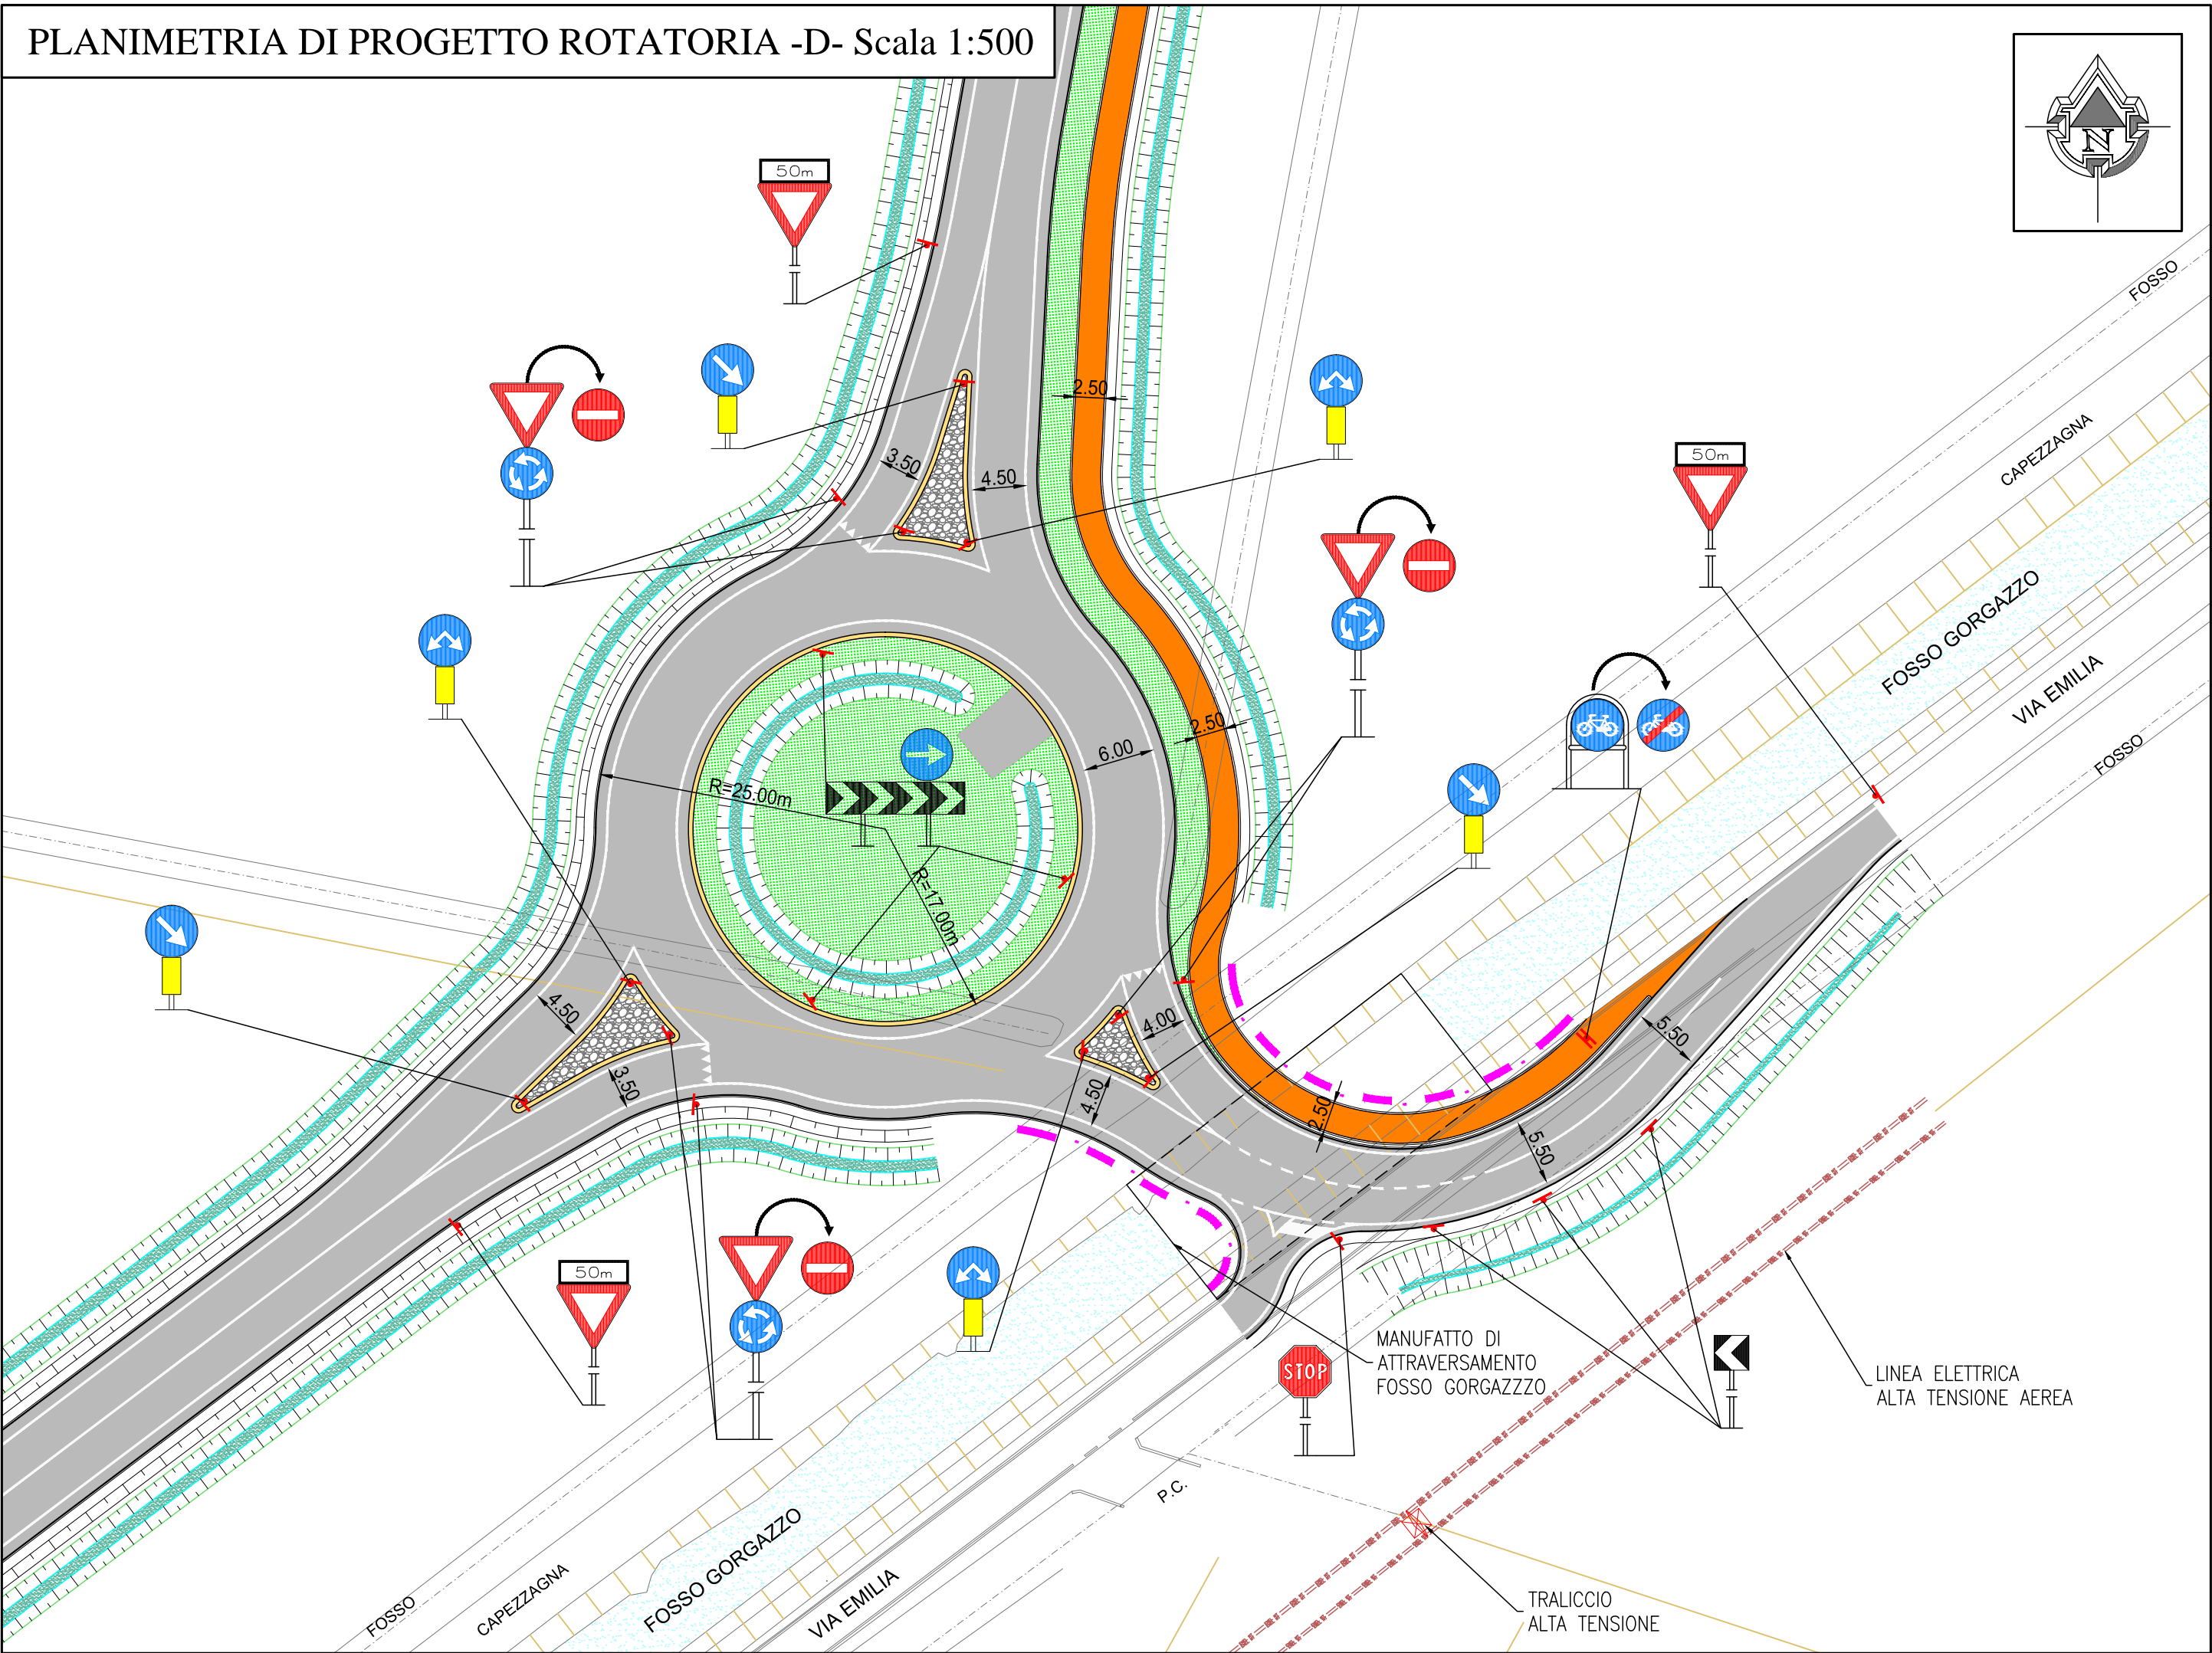 PLANIMETRIA DI PROGETTO ROTATORIA -D- Scala 1:500
N
50m
FOSSO
2.50
CAPEZZAGNA
50m
3.50
4.50
FOSSO GORGAZZO
VIA EMILIA
FOSSO
2.50
6.00
R=25.00m
R=17.00m
4.50
4.00
5.50
3.50
4.50
2.50
5.50
50m
STOP
MANUFATTO DI
ATTRAVERSAMENTO
FOSSO GORGAZZZO
LINEA ELETTRICA
ALTA TENSIONE AEREA
P.C.
FOSSO
CAPEZZAGNA
FOSSO GORGAZZO
VIA EMILIA
TRALICCIO
ALTA TENSIONE